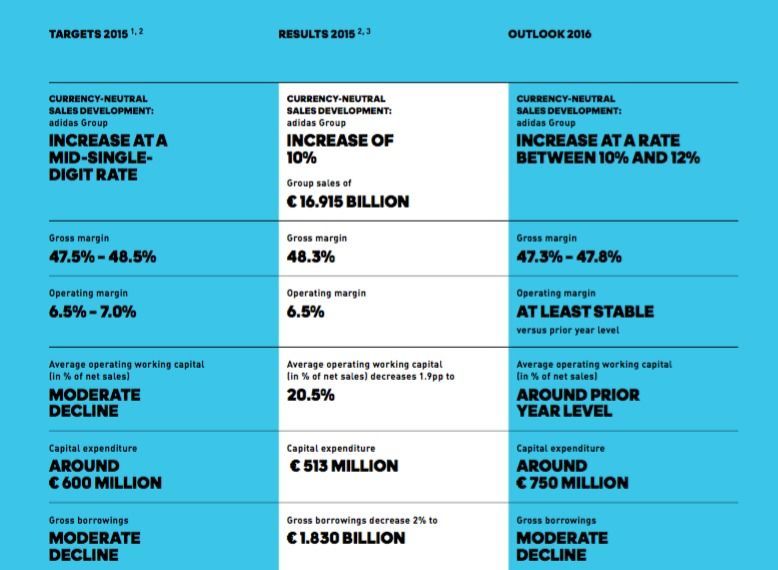 TARGETS 2015 1, 2
RESULTS 2015 2, 3
OUTLOOK 2016
CURRENCY-NEUTRAL
SALES DEVELOPMENT:
adidas Group
INCREASE AT A
MID-SINGLE-
DIGIT RATE
CURRENCY-NEUTRAL
SALES DEVELOPMENT:
adidas Group
INCREASE OF
10%
Group sales of
€ 16.915 BILLION
CURRENCY-NEUTRAL
SALES DEVELOPMENT:
adidas Group
INCREASE AT A RATE
BETWEEN 10% AND 12%
Gross margin
47.5% – 48.5%
Gross margin
48.3%
Gross margin
47.3% – 47.8%
Operating margin
6.5% – 7.0%
Operating margin
6.5%
Operating margin
AT LEAST STABLE
versus prior year level
Average operating working capital
(in % of net sales)
MODERATE
DECLINE
Average operating working capital
(in % of net sales) decreases 1.9pp to
20.5%
Average operating working capital
(in % of net sales)
AROUND PRIOR
YEAR LEVEL
Capital expenditure
AROUND
€ 600 MILLION
Capital expenditure
€ 513 MILLION
Capital expenditure
AROUND
€ 750 MILLION
Gross borrowings
MODERATE
DECLINE
Gross borrowings decrease 2% to
€ 1.830 BILLION
Gross borrowings
MODERATE
DECLINE